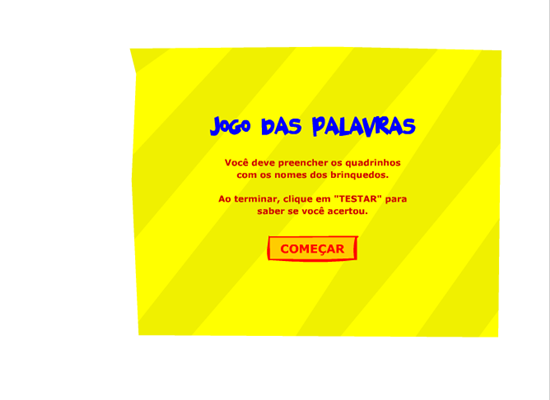 JOGO DAS PALAVRAS
Você deve preencher os quadrinhos
com os nomes dos brinquedos.
Ao terminar, clique em "TESTAR" para
saber se você acertou.
COMEÇAR